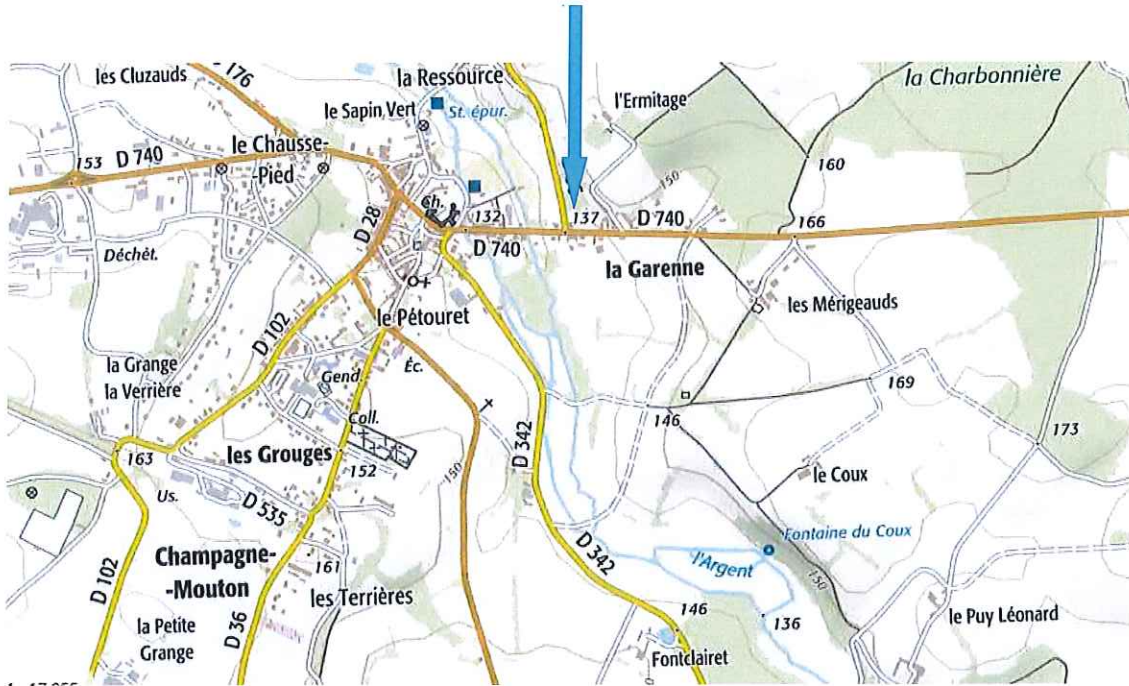 les Cluzauds
D 176
la Ressource
la Charbonnière
l'Ermitage
le Sapin Vert
St. épur.
153
D 740
le Chausse-
-Pied
160
150
D 28
Ch.
132
137
D 740
166
D 740
Déchét.
la Garenne
les Mérigeauds
le Pétouret
D 102
la Grange
la Verrière
Gend.
Éc.
169
Coll.
146
173
D 342
163
les Grouges
152
150
le Coux
Us.
D 535
Fontaine du Coux
D 342
l'Argent
150
Champagne-
-Mouton
161
D 102
D 36
les Terrières
146
136
le Puy Léonard
la Petite
Grange
Fontclairet